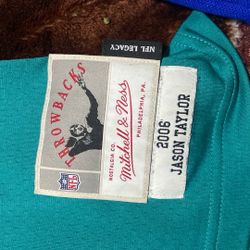 NFL LEGACY
THROWBACKS
NFL
NOSTALGIA CO.
Mitchell & Ness
PHILADELPHIA, PA.
2006
JASON TAYLOR